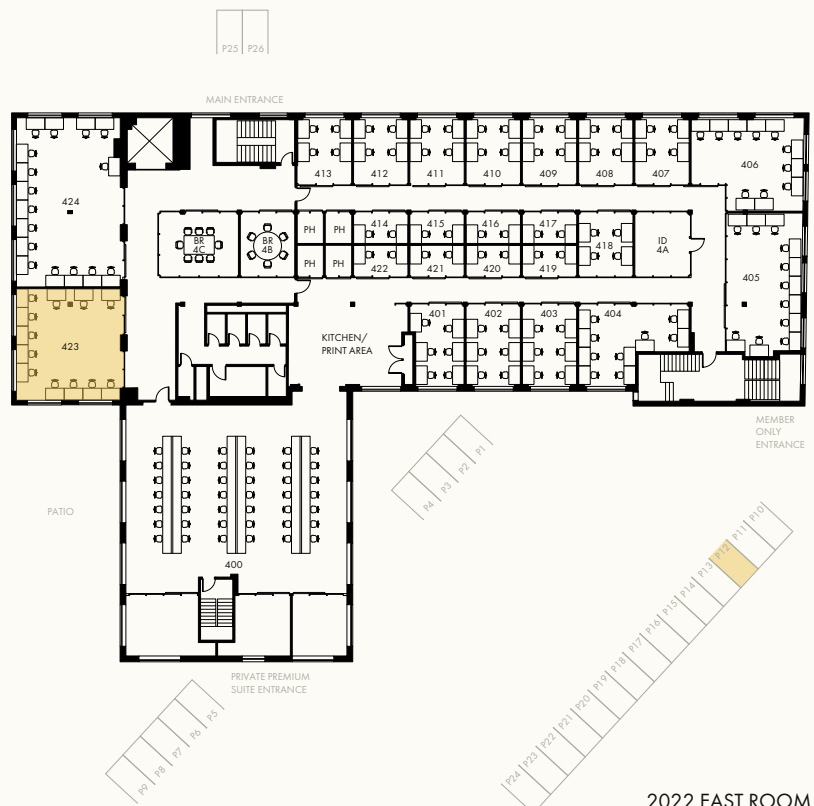 P25 P26
MAIN ENTRANCE
413 412 411 410 409 408 407
406
424
BR
4C
BR
4B
PH PH
PH PH
414 415 416 417
422 421 420 419
418
ID
4A
405
423
KITCHEN/
PRINT AREA
401 402 403 404
MEMBER
ONLY
ENTRANCE
P4 P3 P2 P1
PATIO
400
P24 P23 P22 P21 P20 P19 P18 P17 P16 P15 P14 P13 P12 P11 P10
PRIVATE PREMIUM
SUITE ENTRANCE
P9 P8 P7 P6 P5
2022 EAST ROOM